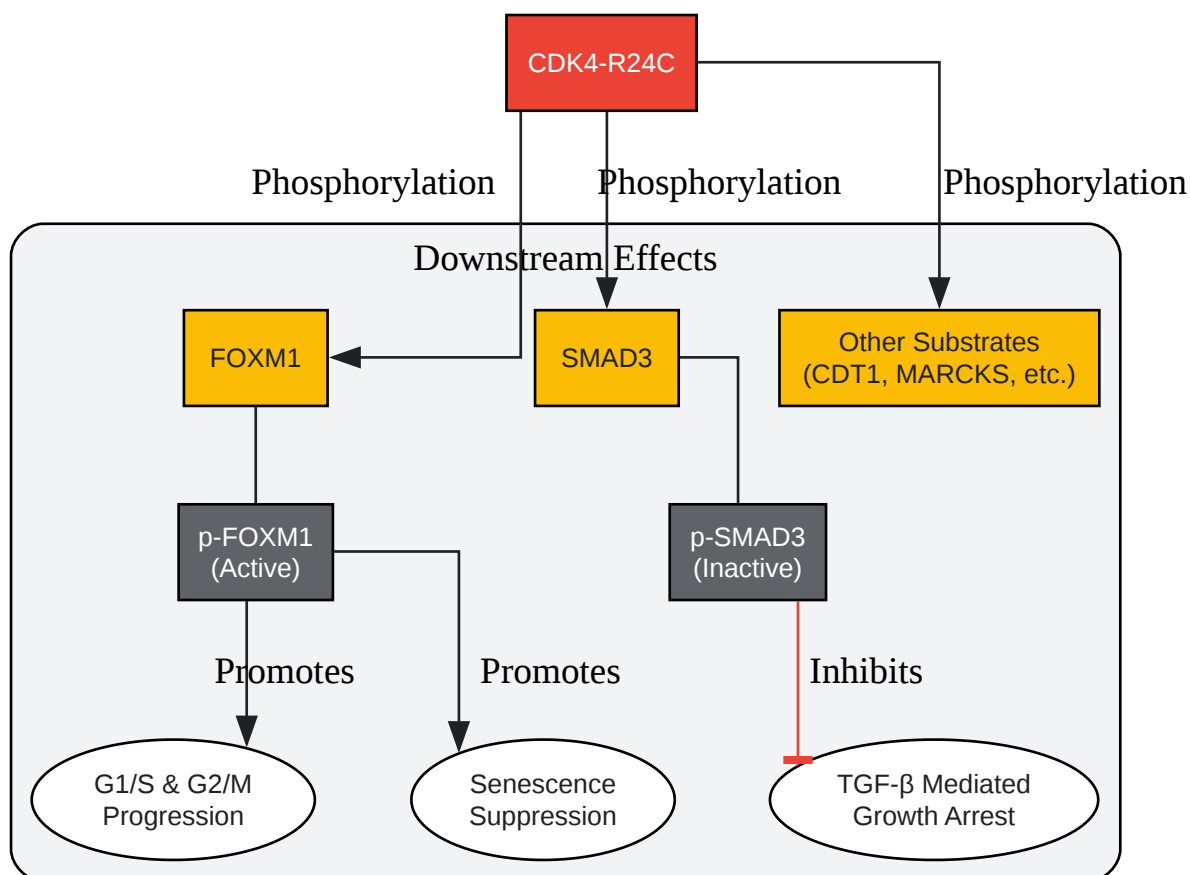 CDK4-R24C
Phosphorylation
Phosphorylation
Phosphorylation
Downstream Effects
FOXM1
SMAD3
Other Substrates
(CDT1, MARCKS, etc.)
p-FOXM1
(Active)
p-SMAD3
(Inactive)
Promotes
Promotes
Inhibits
G1/S & G2/M
Progression
Senescence
Suppression
TGF-β Mediated
Growth Arrest